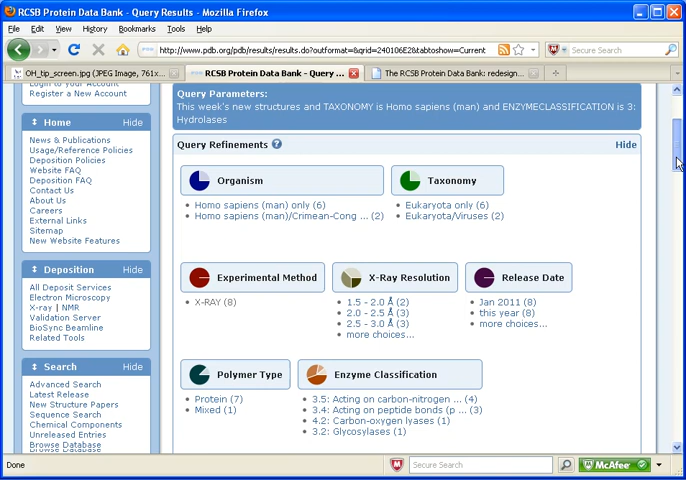 RCSB Protein Data Bank - Query Results - Mozilla Firefox
File Edit View History Bookmarks Tools Help
http://www.pdb.org/pdb/results/results.do?outformat=&qrid=240106E2&tabtoshow=Current
Secure Search
OH_tip_screen.jpg (JPEG Image, 761x...
RCSB Protein Data Bank - Query ...
The RCSB Protein Data Bank: redesign...
Login to your Account
Register a New Account
Home Hide
News & Publications
Usage/Reference Policies
Deposition Policies
Website FAQ
Deposition FAQ
Contact Us
About Us
Careers
External Links
Sitemap
New Website Features
Deposition Hide
All Deposit Services
Electron Microscopy
X-ray | NMR
Validation Server
BioSync Beamline
Related Tools
Search Hide
Advanced Search
Latest Release
New Structure Papers
Sequence Search
Chemical Components
Unreleased Entries
Browse Database
Browse Database
Query Parameters:
This week's new structures and TAXONOMY is Homo sapiens (man) and ENZYMECLASSIFICATION is 3:
Hydrolases
Query Refinements ? Hide
Organism
Homo sapiens (man) only (6)
Homo sapiens (man)/Crimean-Cong ... (2)
Taxonomy
Eukaryota only (6)
Eukaryota/Viruses (2)
Experimental Method
X-RAY (8)
X-Ray Resolution
1.5 - 2.0 Å (2)
2.0 - 2.5 Å (3)
2.5 - 3.0 Å (3)
more choices...
Release Date
Jan 2011 (8)
this year (8)
more choices...
Polymer Type
Protein (7)
Mixed (1)
Enzyme Classification
3.5: Acting on carbon-nitrogen ... (4)
3.4: Acting on peptide bonds (p ... (3)
4.2: Carbon-oxygen lyases (1)
3.2: Glycosylases (1)
Done
Secure Search
McAfee